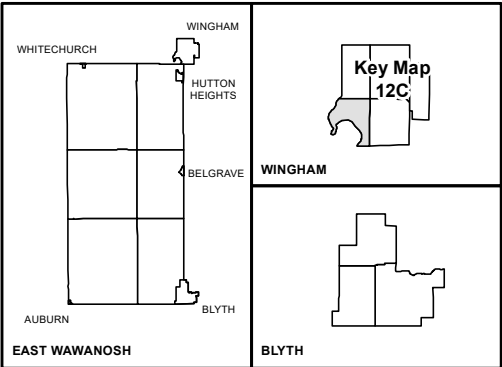 WINGHAM
WHITECHURCH
HUTTON
HEIGHTS
BELGRAVE
BLYTH
AUBURN
EAST WAWANOSH
Key Map
12C
WINGHAM
BLYTH